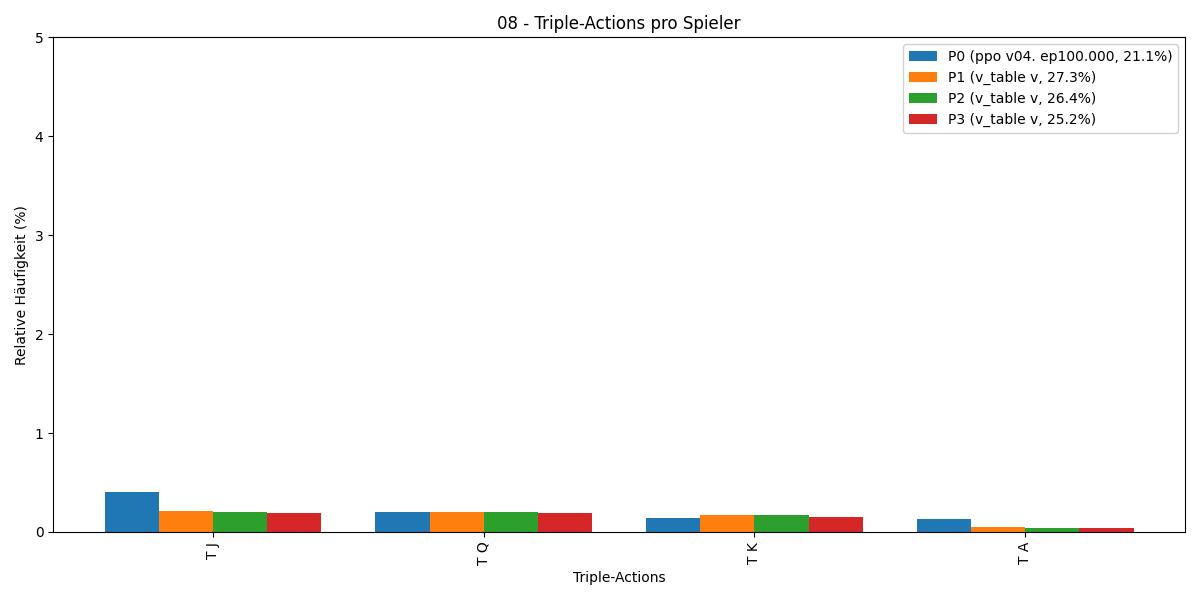 08 - Triple-Actions pro Spieler
P0 (ppo v04. ep100.000, 21.1%)
P1 (v_table v, 27.3%)
P2 (v_table v, 26.4%)
P3 (v_table v, 25.2%)
Relative Häufigkeit (%)
5
4
3
2
1
0
T J
T Q
T K
T A
Triple-Actions